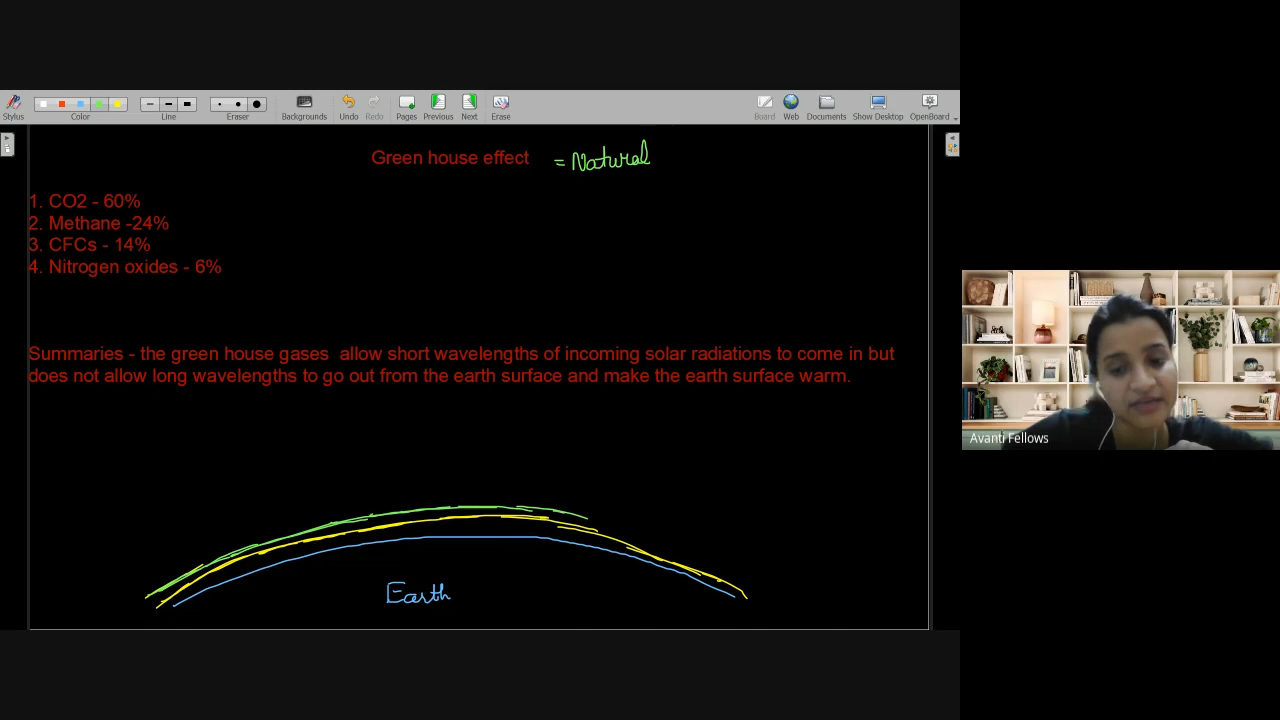 Stylus
Color
Line
Eraser
Backgrounds
Undo
Redo
Pages
Previous
Next
Erase
Board
Web
Documents
Show Desktop
OpenBoard
Green house effect = Natural
1. CO2 - 60%
2. Methane -24%
3. CFCs - 14%
4. Nitrogen oxides - 6%
Summaries - the green house gases allow short wavelengths of incoming solar radiations to come in but
does not allow long wavelengths to go out from the earth surface and make the earth surface warm.
Earth
Avanti Fellows